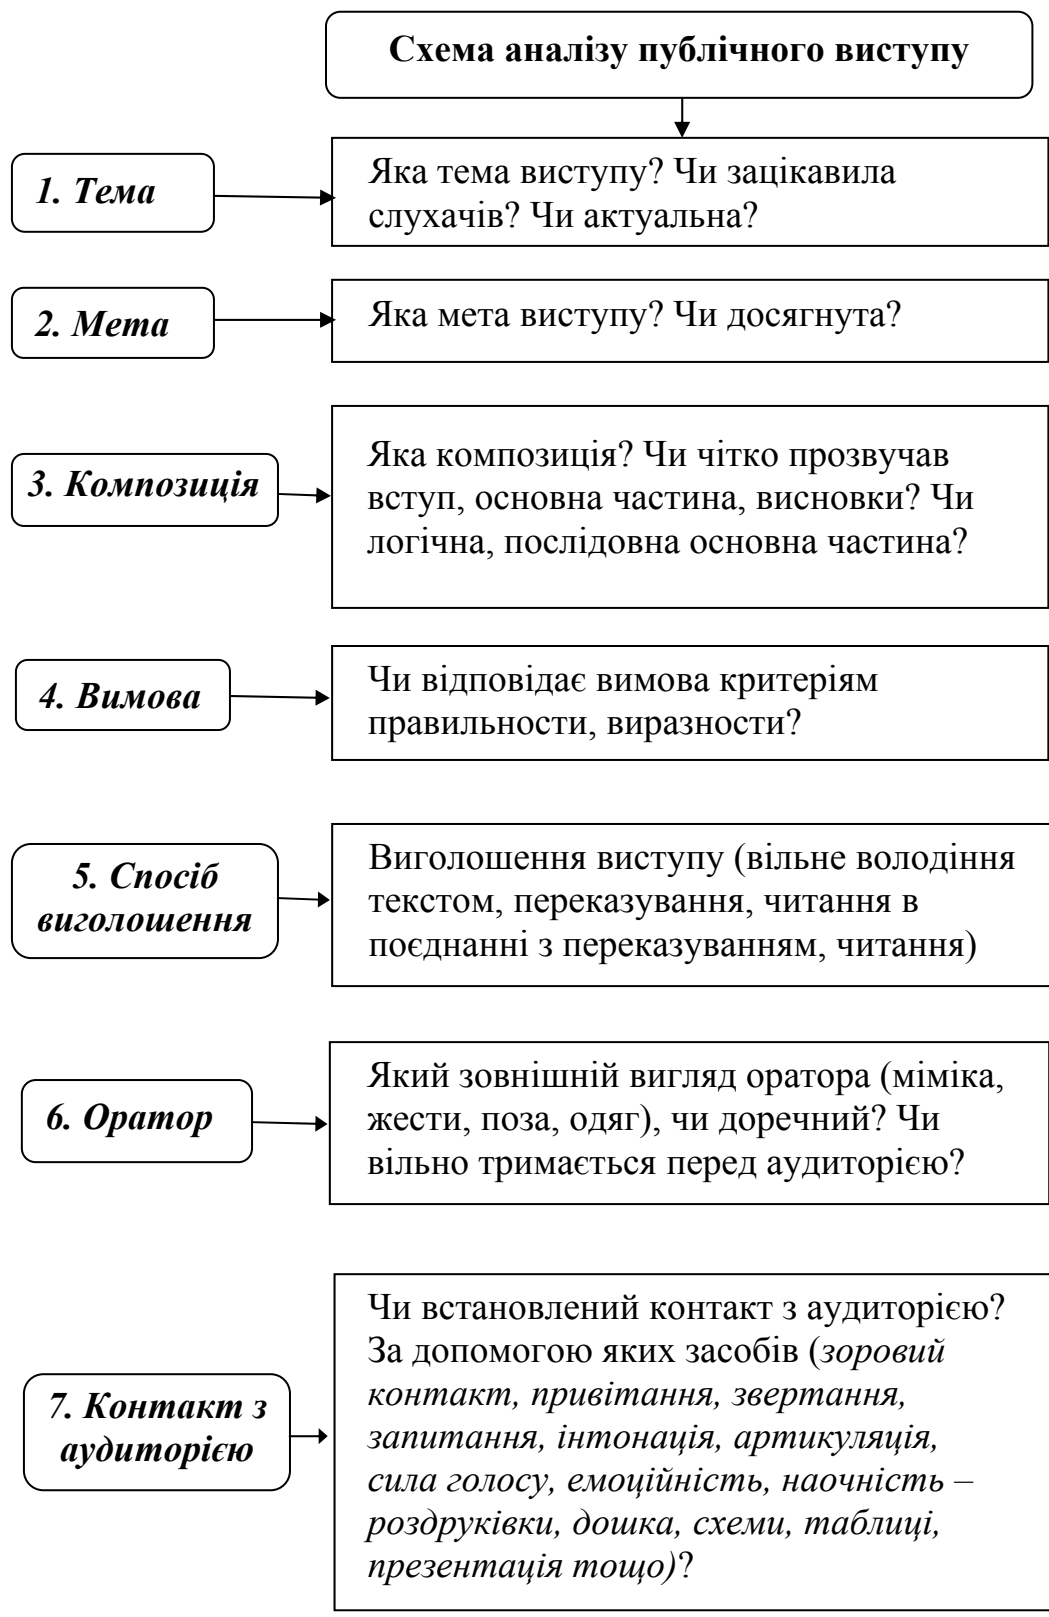 Схема аналізу публічного виступу
1. Тема
Яка тема виступу? Чи зацікавила
слухачів? Чи актуальна?
2. Мета
Яка мета виступу? Чи досягнута?
3. Композиція
Яка композиція? Чи чітко прозвучав
вступ, основна частина, висновки? Чи
логічна, послідовна основна частина?
4. Вимова
Чи відповідає вимова критеріям
правильности, виразности?
5. Спосіб
виголошення
Виголошення виступу (вільне володіння
текстом, переказування, читання в
поєднанні з переказуванням, читання)
6. Оратор
Який зовнішній вигляд оратора (міміка,
жести, поза, одяг), чи доречний? Чи
вільно тримається перед аудиторією?
7. Контакт з
аудиторією
Чи встановлений контакт з аудиторією?
За допомогою яких засобів (зоровий
контакт, привітання, звертання,
запитання, інтонація, артикуляція,
сила голосу, емоційність, наочність –
роздруківки, дошка, схеми, таблиці,
презентація тощо)?